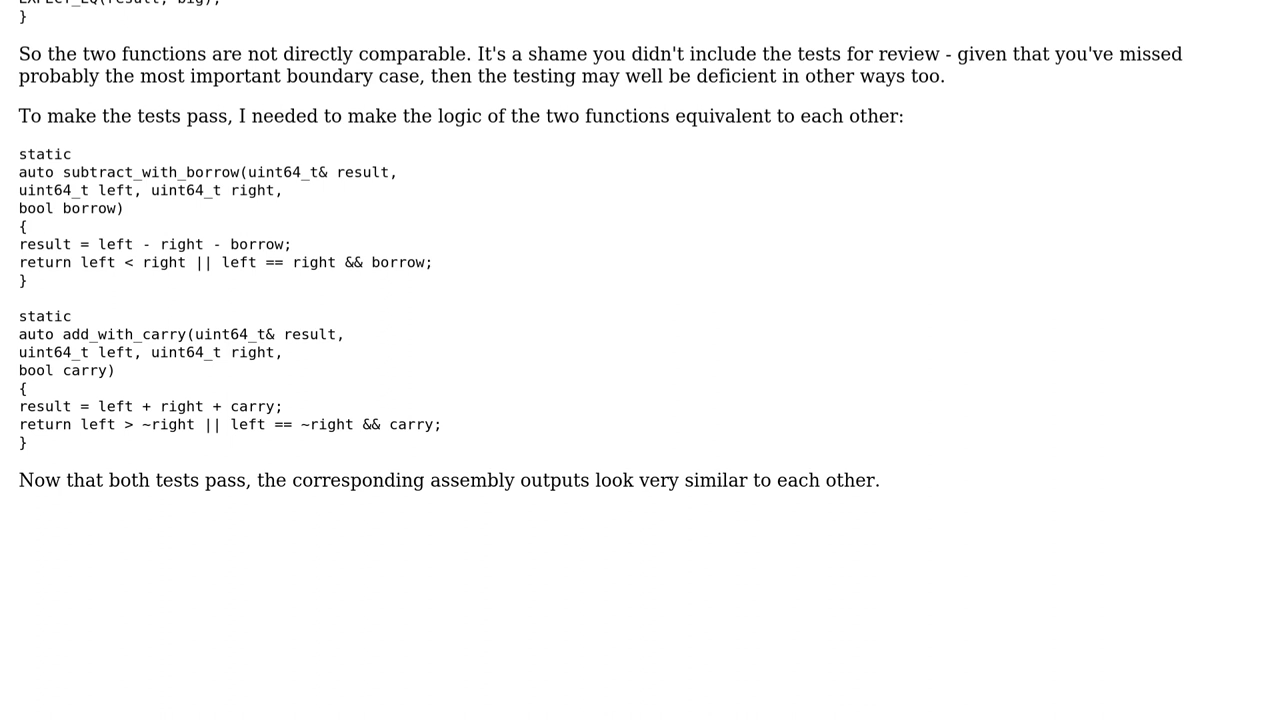 EXPECT_EQ(result, big);
}
So the two functions are not directly comparable. It's a shame you didn't include the tests for review - given that you've missed
probably the most important boundary case, then the testing may well be deficient in other ways too.
To make the tests pass, I needed to make the logic of the two functions equivalent to each other:
static
auto subtract_with_borrow(uint64_t& result,
uint64_t left, uint64_t right,
bool borrow)
{
result = left - right - borrow;
return left < right || left == right && borrow;
}
static
auto add_with_carry(uint64_t& result,
uint64_t left, uint64_t right,
bool carry)
{
result = left + right + carry;
return left > ~right || left == ~right && carry;
}
Now that both tests pass, the corresponding assembly outputs look very similar to each other.